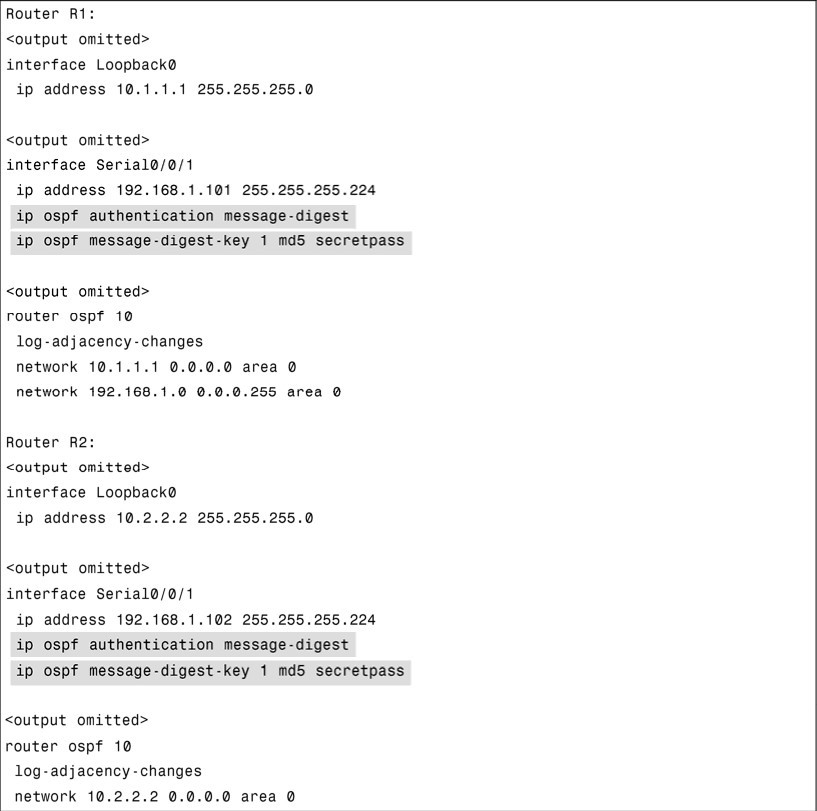 Router R1:
<output omitted>
interface Loopback0
ip address 10.1.1.1 255.255.255.0
<output omitted>
interface Serial0/0/1
ip address 192.168.1.101 255.255.255.224
ip ospf authentication message-digest
ip ospf message-digest-key 1 md5 secretpass
<output omitted>
router ospf 10
log-adjacency-changes
network 10.1.1.1 0.0.0.0 area 0
network 192.168.1.0 0.0.0.255 area 0
Router R2:
<output omitted>
interface Loopback0
ip address 10.2.2.2 255.255.255.0
<output omitted>
interface Serial0/0/1
ip address 192.168.1.102 255.255.255.224
ip ospf authentication message-digest
ip ospf message-digest-key 1 md5 secretpass
<output omitted>
router ospf 10
log-adjacency-changes
network 10.2.2.2 0.0.0.0 area 0